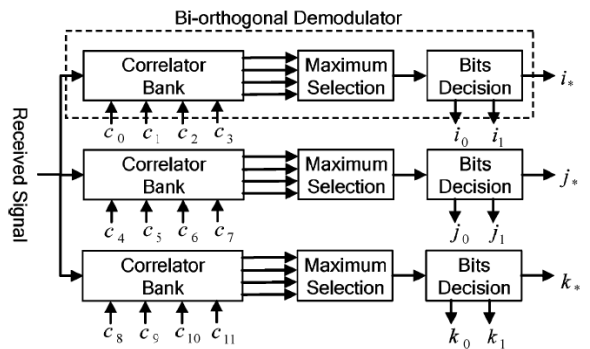 Bi-orthogonal Demodulator
Received Signal
Correlator
Bank
Maximum
Selection
Bits
Decision
i*
c0 c1 c2 c3
i0 i1
Correlator
Bank
Maximum
Selection
Bits
Decision
j*
c4 c5 c6 c7
j0 j1
Correlator
Bank
Maximum
Selection
Bits
Decision
k*
c8 c9 c10 c11
k0 k1